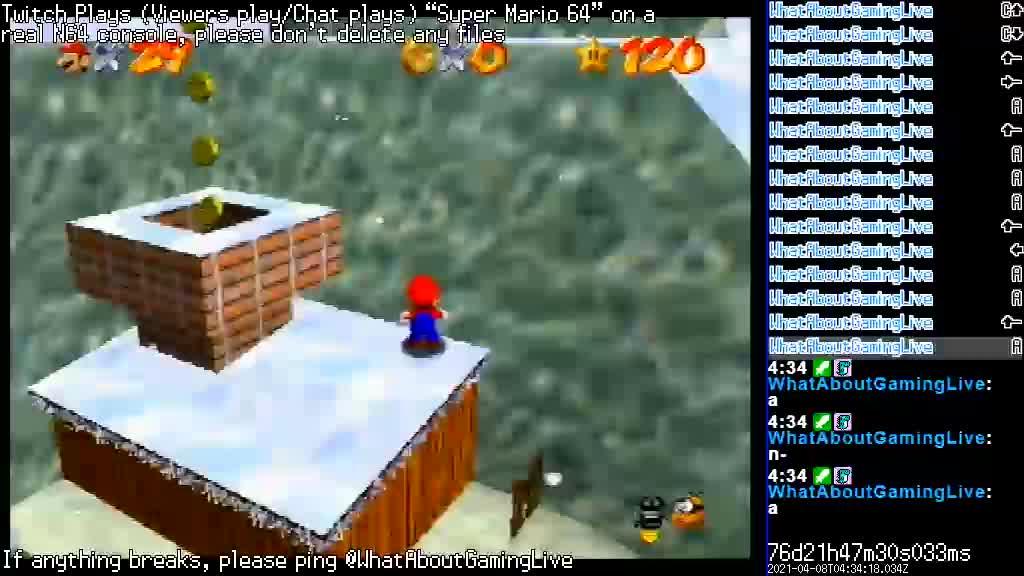 Twitch Plays (Viewers play/Chat plays) “Super Mario 64” on a
real N64 console, please don't delete any files
120
0
WhatAboutGamingLive C↑
WhatAboutGamingLive C↓
WhatAboutGamingLive
WhatAboutGamingLive
WhatAboutGamingLive A
WhatAboutGamingLive
WhatAboutGamingLive A
WhatAboutGamingLive A
WhatAboutGamingLive A
WhatAboutGamingLive
WhatAboutGamingLive ←
WhatAboutGamingLive A
WhatAboutGamingLive A
WhatAboutGamingLive
WhatAboutGamingLive A
4:34
WhatAboutGamingLive:
a
4:34
WhatAboutGamingLive:
n-
4:34
WhatAboutGamingLive:
a
If anything breaks, please ping @WhatAboutGamingLive
76d21h47m30s033ms
2021-04-08T04:34:18.034Z